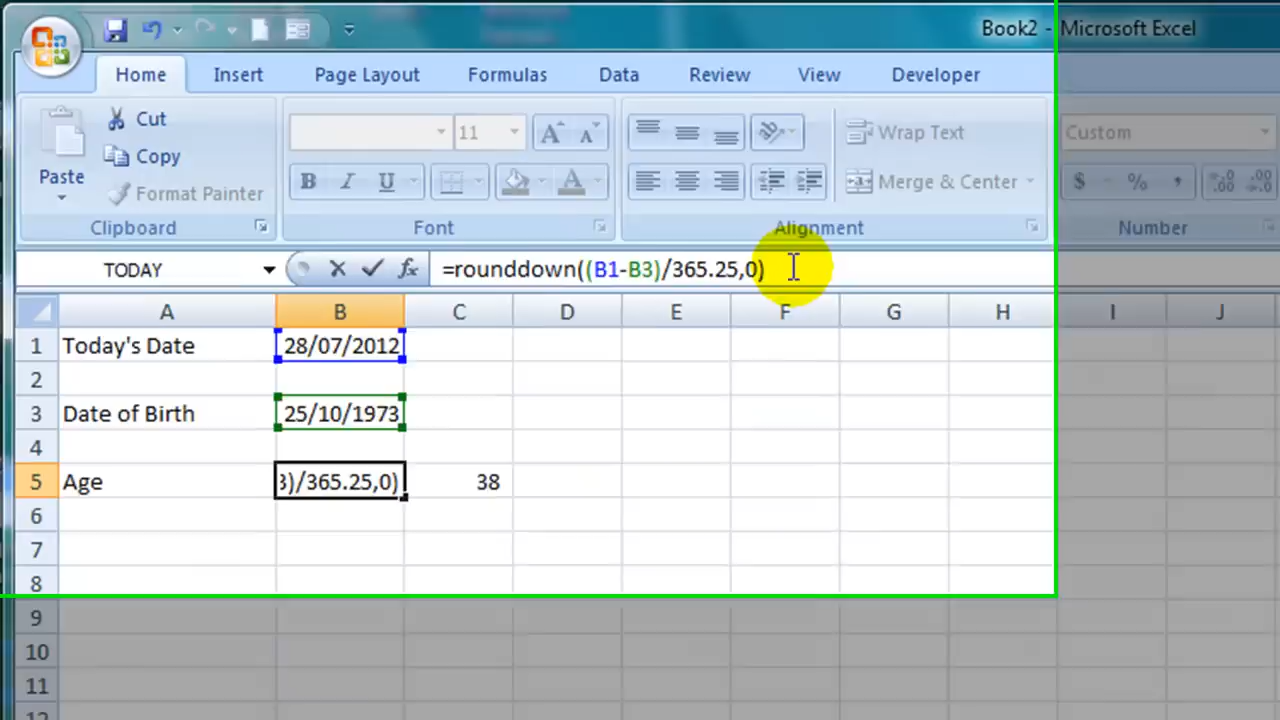 Book2 - Microsoft Excel
Home Insert Page Layout Formulas Data Review View Developer
Cut
Copy
Format Painter
Paste
11
B I U
Wrap Text
Merge & Center
Custom
$ % ,
Clipboard Font Alignment Number
TODAY fx =rounddown((B1-B3)/365.25,0)
A B C D E F G H I J
1 Today's Date 28/07/2012
2
3 Date of Birth 25/10/1973
4
5 Age 3)/365.25,0) 38
6
7
8
9
10
11
12